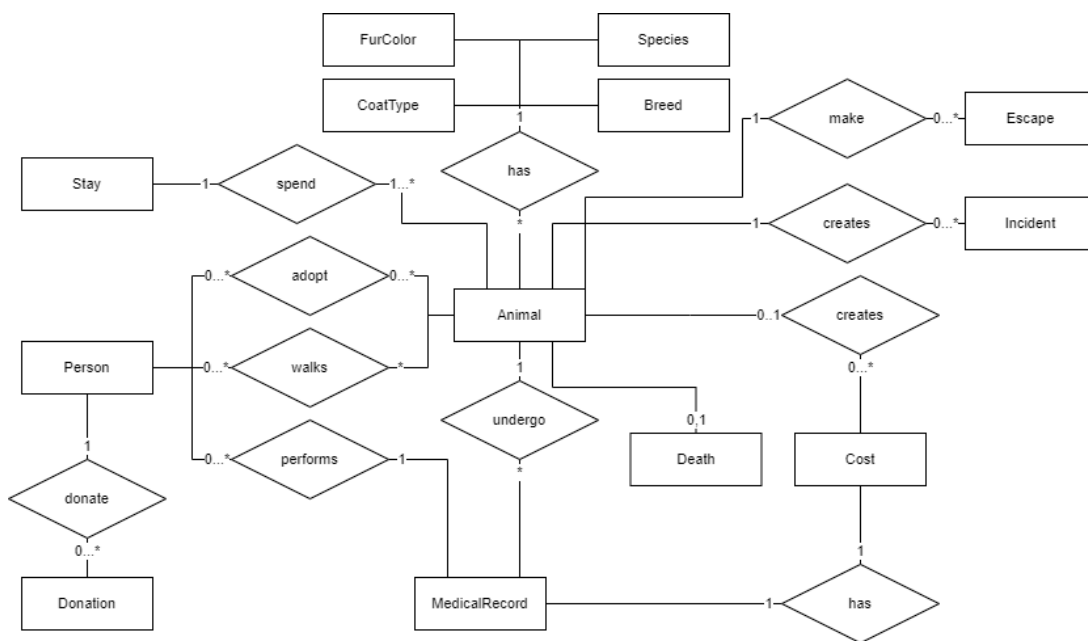 FurColor
Species
CoatType
Breed
1
make
0...*
Escape
1
has
*
Stay
1
spend
1...*
1
creates
0...*
Incident
0...*
adopt
0...*
Animal
0..1
creates
0...*
Person
0...*
walks
*
1
undergo
*
0,1
Death
Cost
1
donate
0...*
Donation
0...*
performs
1
MedicalRecord
1
has
1